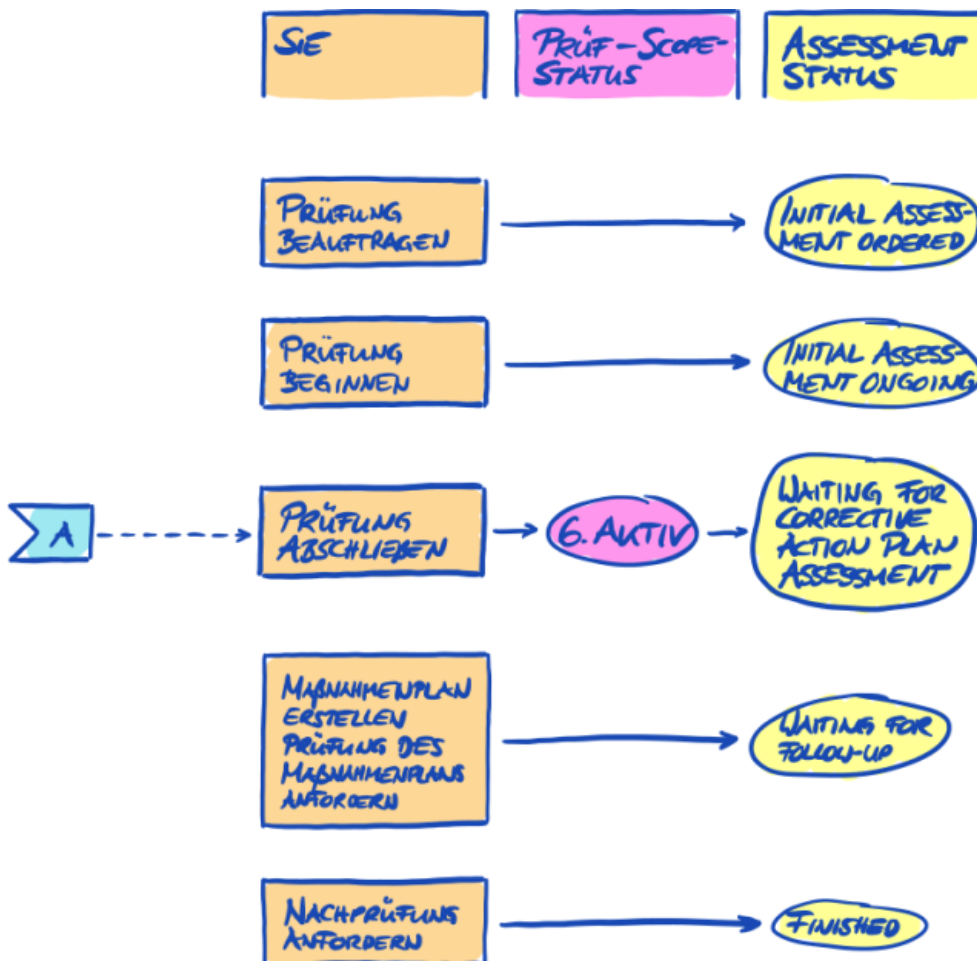 SIE
PRÜF-SCOPE-
STATUS
ASSESSMENT
STATUS
PRÜFUNG
BEAUFTRAGEN
INITIAL ASSESS-
MENT ORDERED
PRÜFUNG
BEGINNEN
INITIAL ASSESS-
MENT ONGOING
A
PRÜFUNG
ABSCHLIEßEN
6. AKTIV
WAITING FOR
CORRECTIVE
ACTION PLAN
ASSESSMENT
MAßNAHMENPLAN
ERSTELLEN
PRÜFUNG DES
MAßNAHMENPLANS
ANFORDERN
WAITING FOR
FOLLOW-UP
NACHPRÜFUNG
ANFORDERN
FINISHED